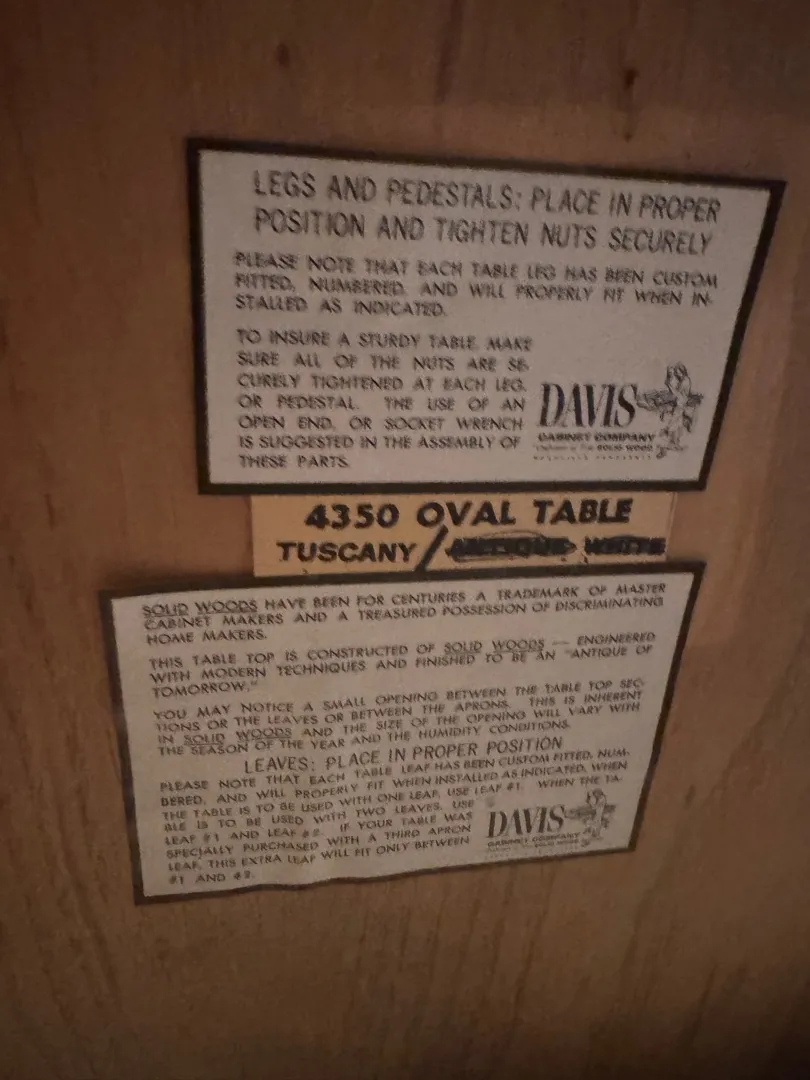 LEGS AND PEDESTALS: PLACE IN PROPER
POSITION AND TIGHTEN NUTS SECURELY
PLEASE NOTE THAT EACH TABLE LEG HAS BEEN CUSTOM
FITTED, NUMBERED, AND WILL PROPERLY FIT WHEN IN-
STALLED AS INDICATED.
TO INSURE A STURDY TABLE, MAKE
SURE ALL OF THE NUTS ARE SE-
CURELY TIGHTENED AT EACH LEG,
OR PEDESTAL. THE USE OF AN
OPEN END, OR SOCKET WRENCH
IS SUGGESTED IN THE ASSEMBLY OF
THESE PARTS.
DAVIS
CABINET COMPANY
SOLID WOOD
4350 OVAL TABLE
TUSCANY/ANTIQUE WHITE
SOLID WOODS HAVE BEEN FOR CENTURIES A TRADEMARK OF MASTER
CABINET MAKERS AND A TREASURED POSSESSION OF DISCRIMINATING
HOME MAKERS.
THIS TABLE TOP IS CONSTRUCTED OF SOLID WOODS — ENGINEERED
WITH MODERN TECHNIQUES AND FINISHED TO BE AN "ANTIQUE OF
TOMORROW."
YOU MAY NOTICE A SMALL OPENING BETWEEN THE TABLE TOP SEC-
TIONS OR THE LEAVES OR BETWEEN THE APRONS. THIS IS INHERENT
IN SOLID WOODS AND THE SIZE OF THE OPENING WILL VARY WITH
THE SEASON OF THE YEAR AND THE HUMIDITY CONDITIONS.
LEAVES: PLACE IN PROPER POSITION
PLEASE NOTE THAT EACH TABLE LEAF HAS BEEN CUSTOM FITTED, NUM-
BERED, AND WILL PROPERLY FIT WHEN INSTALLED AS INDICATED. WHEN
THE TABLE IS TO BE USED WITH ONE LEAF, USE LEAF #1. WHEN THE TA-
BLE IS TO BE USED WITH TWO LEAVES, USE
LEAF #1 AND LEAF #2. IF YOUR TABLE WAS
SPECIALLY PURCHASED WITH A THIRD APRON
LEAF, THIS EXTRA LEAF WILL FIT ONLY BETWEEN
#1 AND #2.
DAVIS
CABINET COMPANY
SOLID WOOD